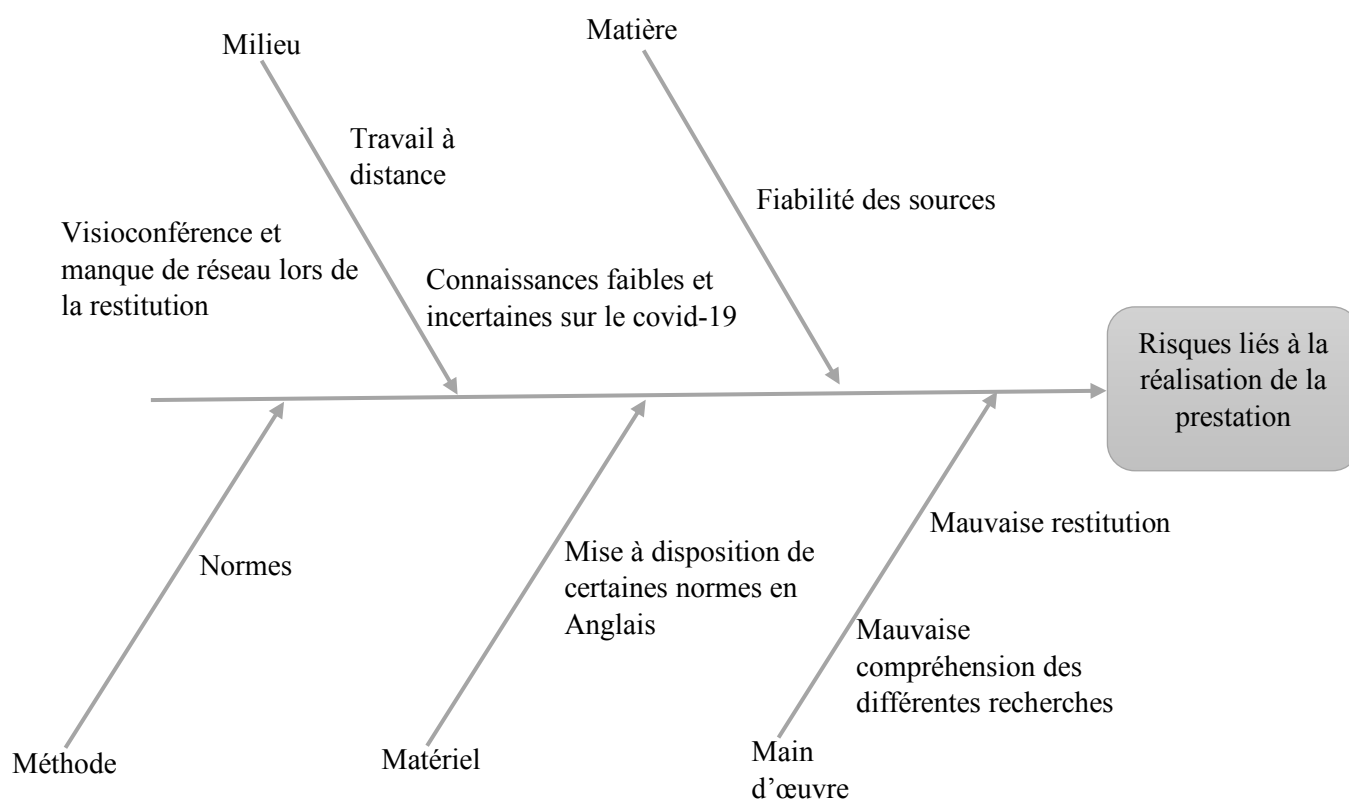 Milieu
Matière
Travail à
distance
Fiabilité des sources
Visioconférence et
manque de réseau lors de
la restitution
Connaissances faibles et
incertaines sur le covid-19
Risques liés à la
réalisation de la
prestation
Normes
Mise à disposition de
certaines normes en
Anglais
Mauvaise restitution
Mauvaise
compréhension des
différentes recherches
Méthode
Matériel
Main
d’œuvre